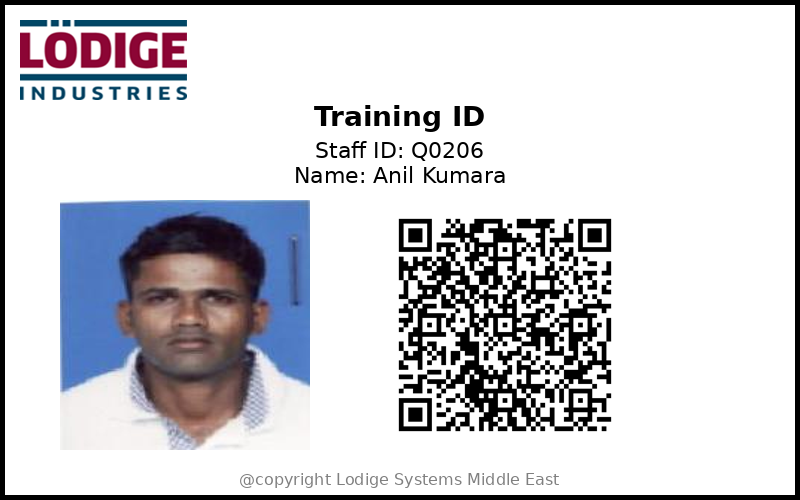 LÖDIGE
INDUSTRIES
Training ID
Staff ID: Q0206
Name: Anil Kumara
@copyright Lodige Systems Middle East